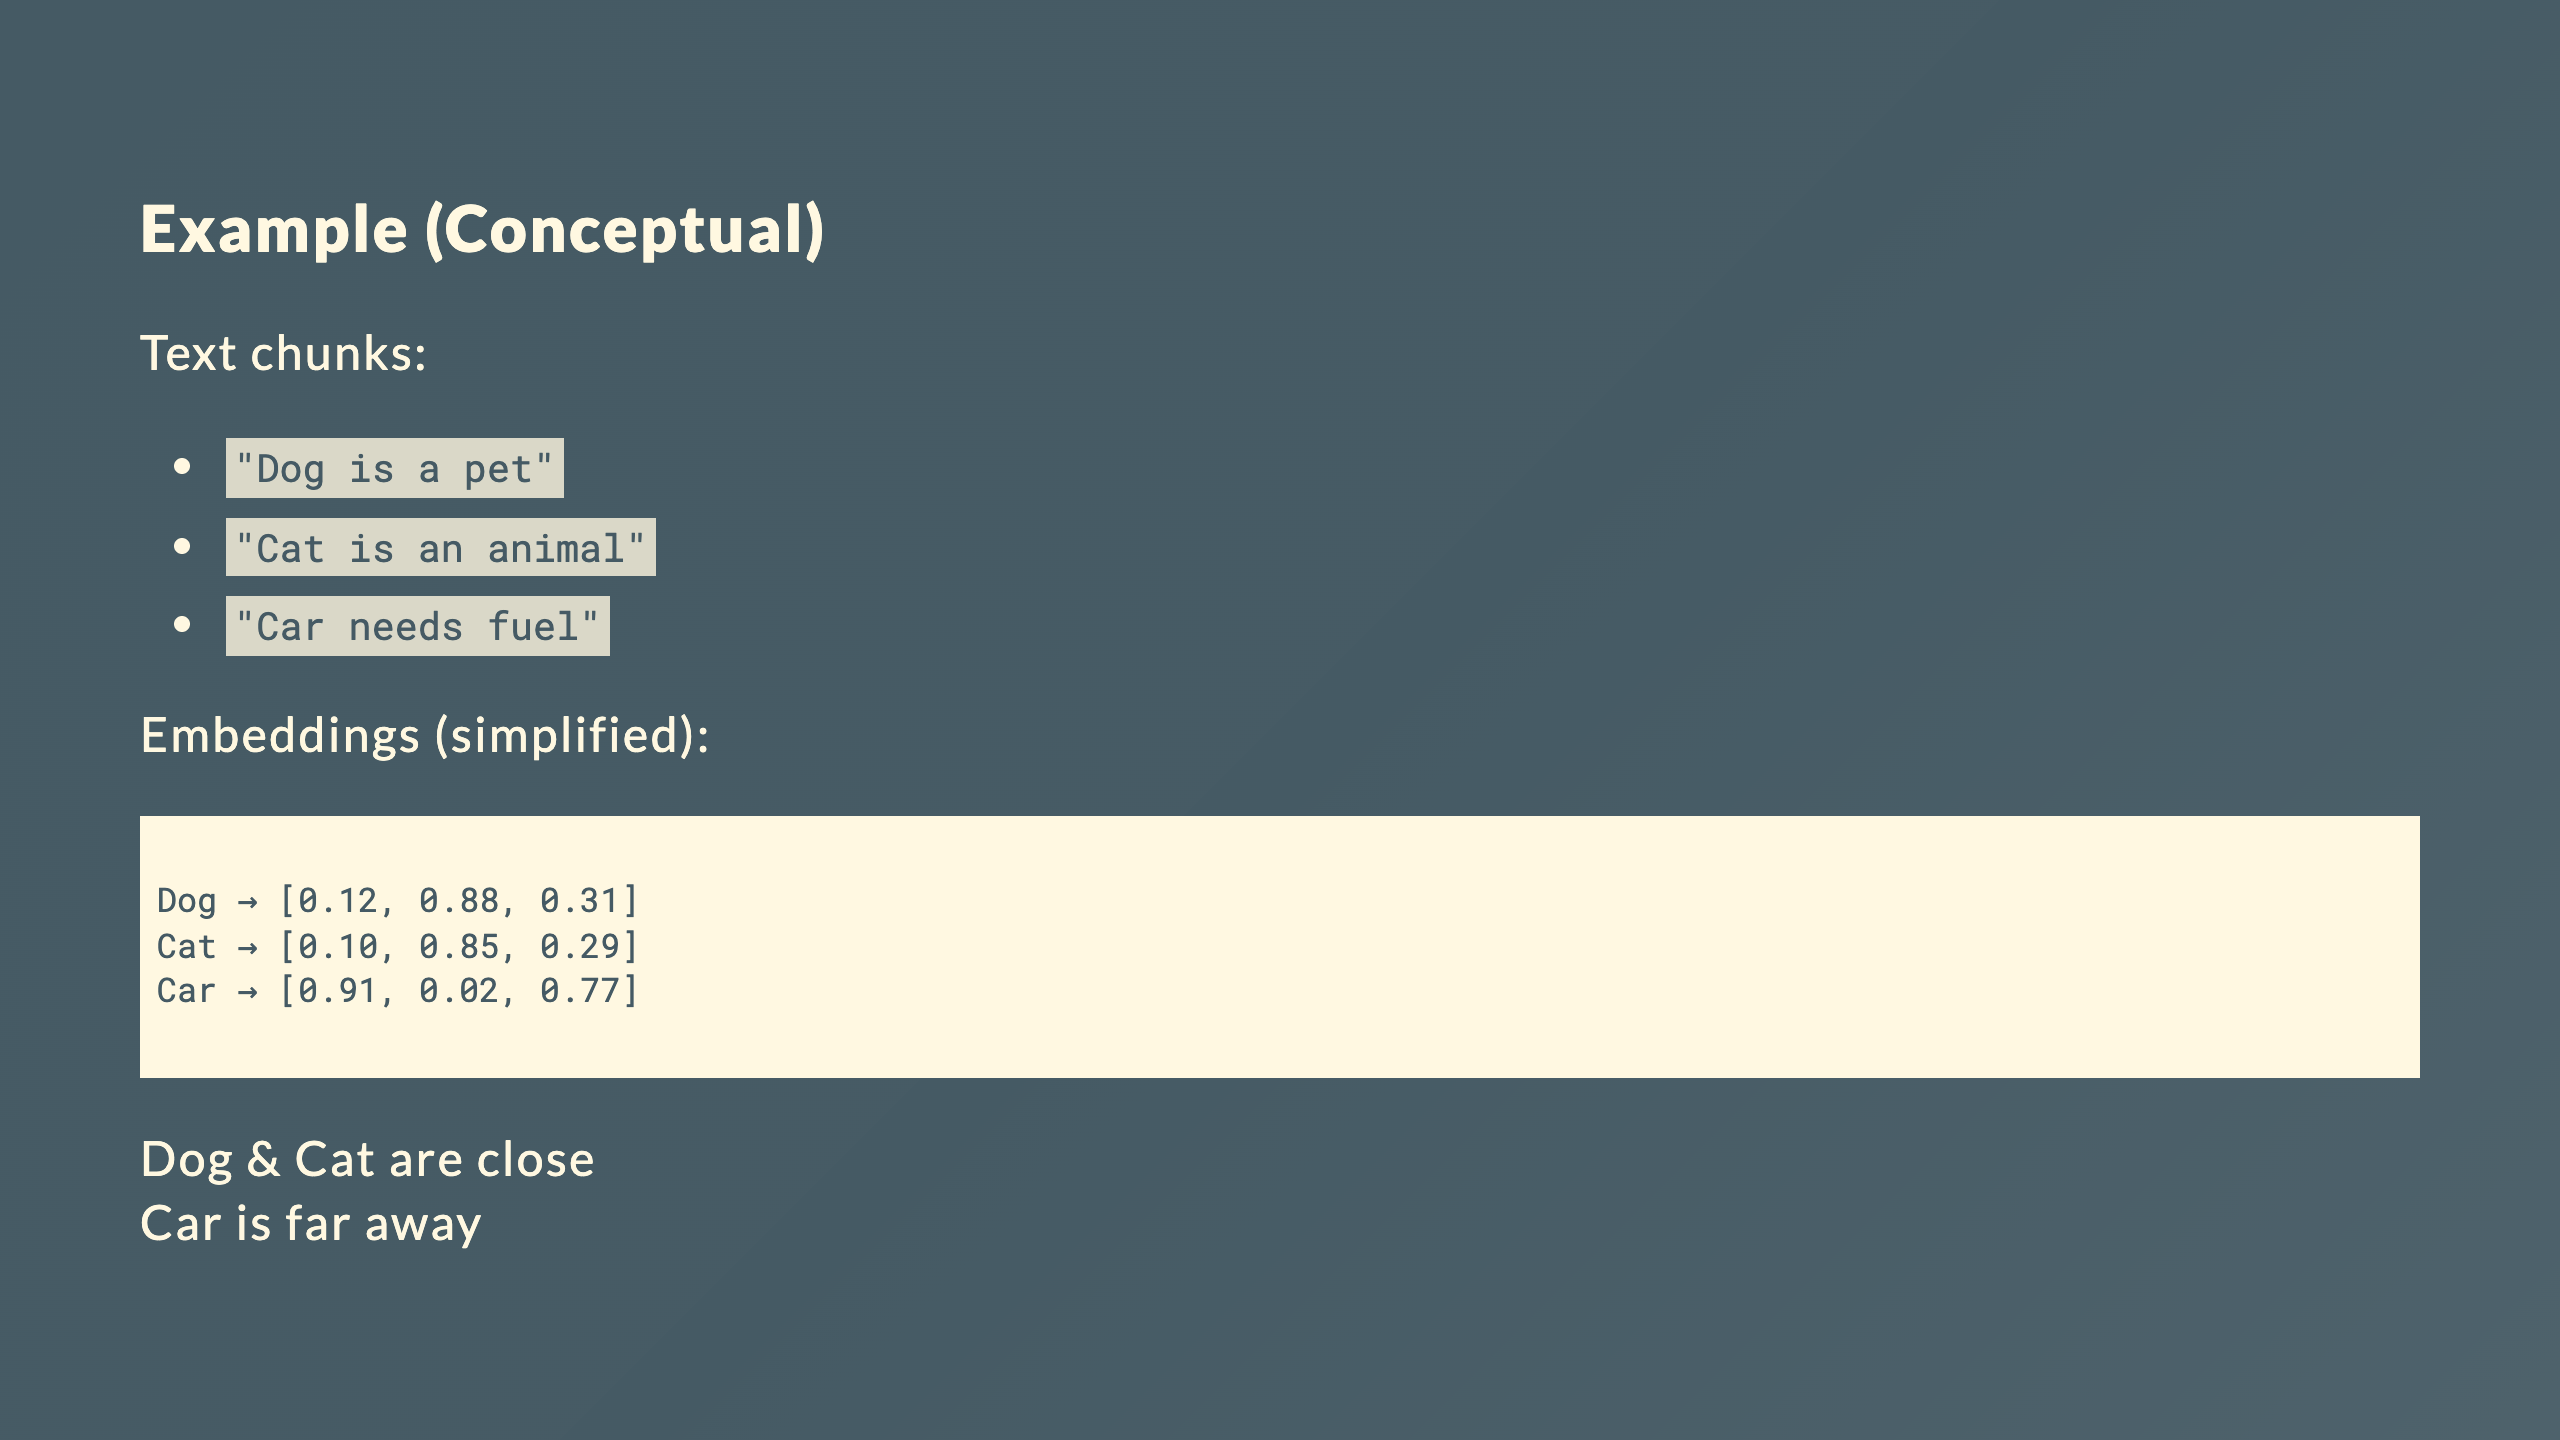 Example (Conceptual)
Text chunks:
• "Dog is a pet"
• "Cat is an animal"
• "Car needs fuel"
Embeddings (simplified):
Dog → [0.12, 0.88, 0.31]
Cat → [0.10, 0.85, 0.29]
Car → [0.91, 0.02, 0.77]
Dog & Cat are close
Car is far away